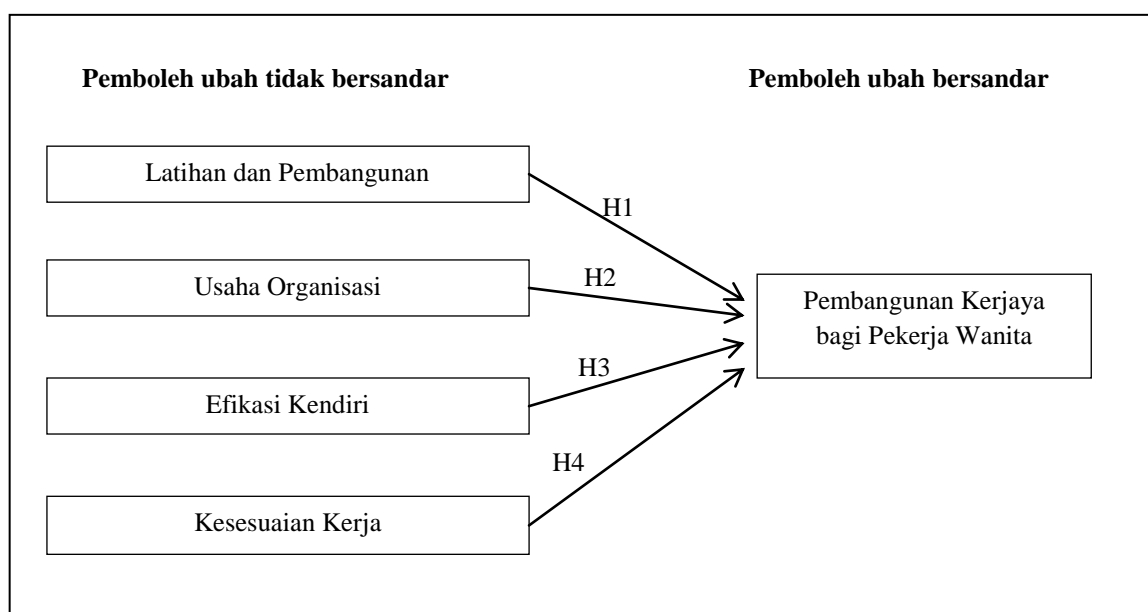 Pemboleh ubah tidak bersandar
Pemboleh ubah bersandar
Latihan dan Pembangunan
H1
Usaha Organisasi
H2
Pembangunan Kerjaya
bagi Pekerja Wanita
H3
Efikasi Kendiri
H4
Kesesuaian Kerja